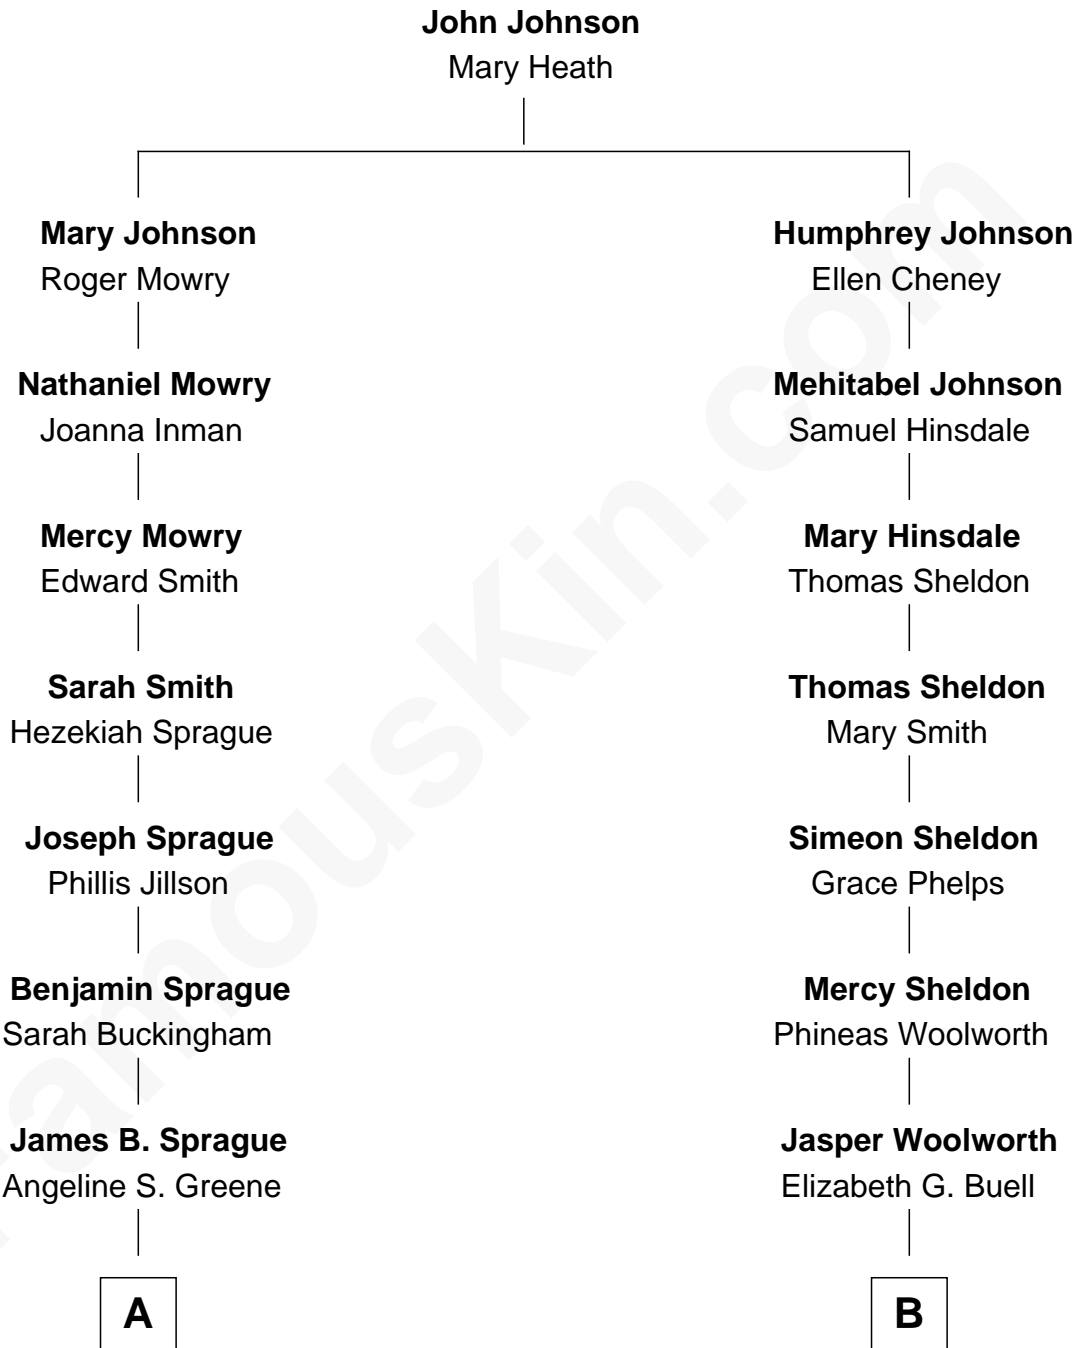 John Johnson
Mary Heath
Mary Johnson
Roger Mowry
Nathaniel Mowry
Joanna Inman
Mercy Mowry
Edward Smith
Sarah Smith
Hezekiah Sprague
Joseph Sprague
Phillis Jillson
Benjamin Sprague
Sarah Buckingham
James B. Sprague
Angeline S. Greene
A
Humphrey Johnson
Ellen Cheney
Mehitabel Johnson
Samuel Hinsdale
Mary Hinsdale
Thomas Sheldon
Thomas Sheldon
Mary Smith
Simeon Sheldon
Grace Phelps
Mercy Sheldon
Phineas Woolworth
Jasper Woolworth
Elizabeth G. Buell
B
FamousKin.com